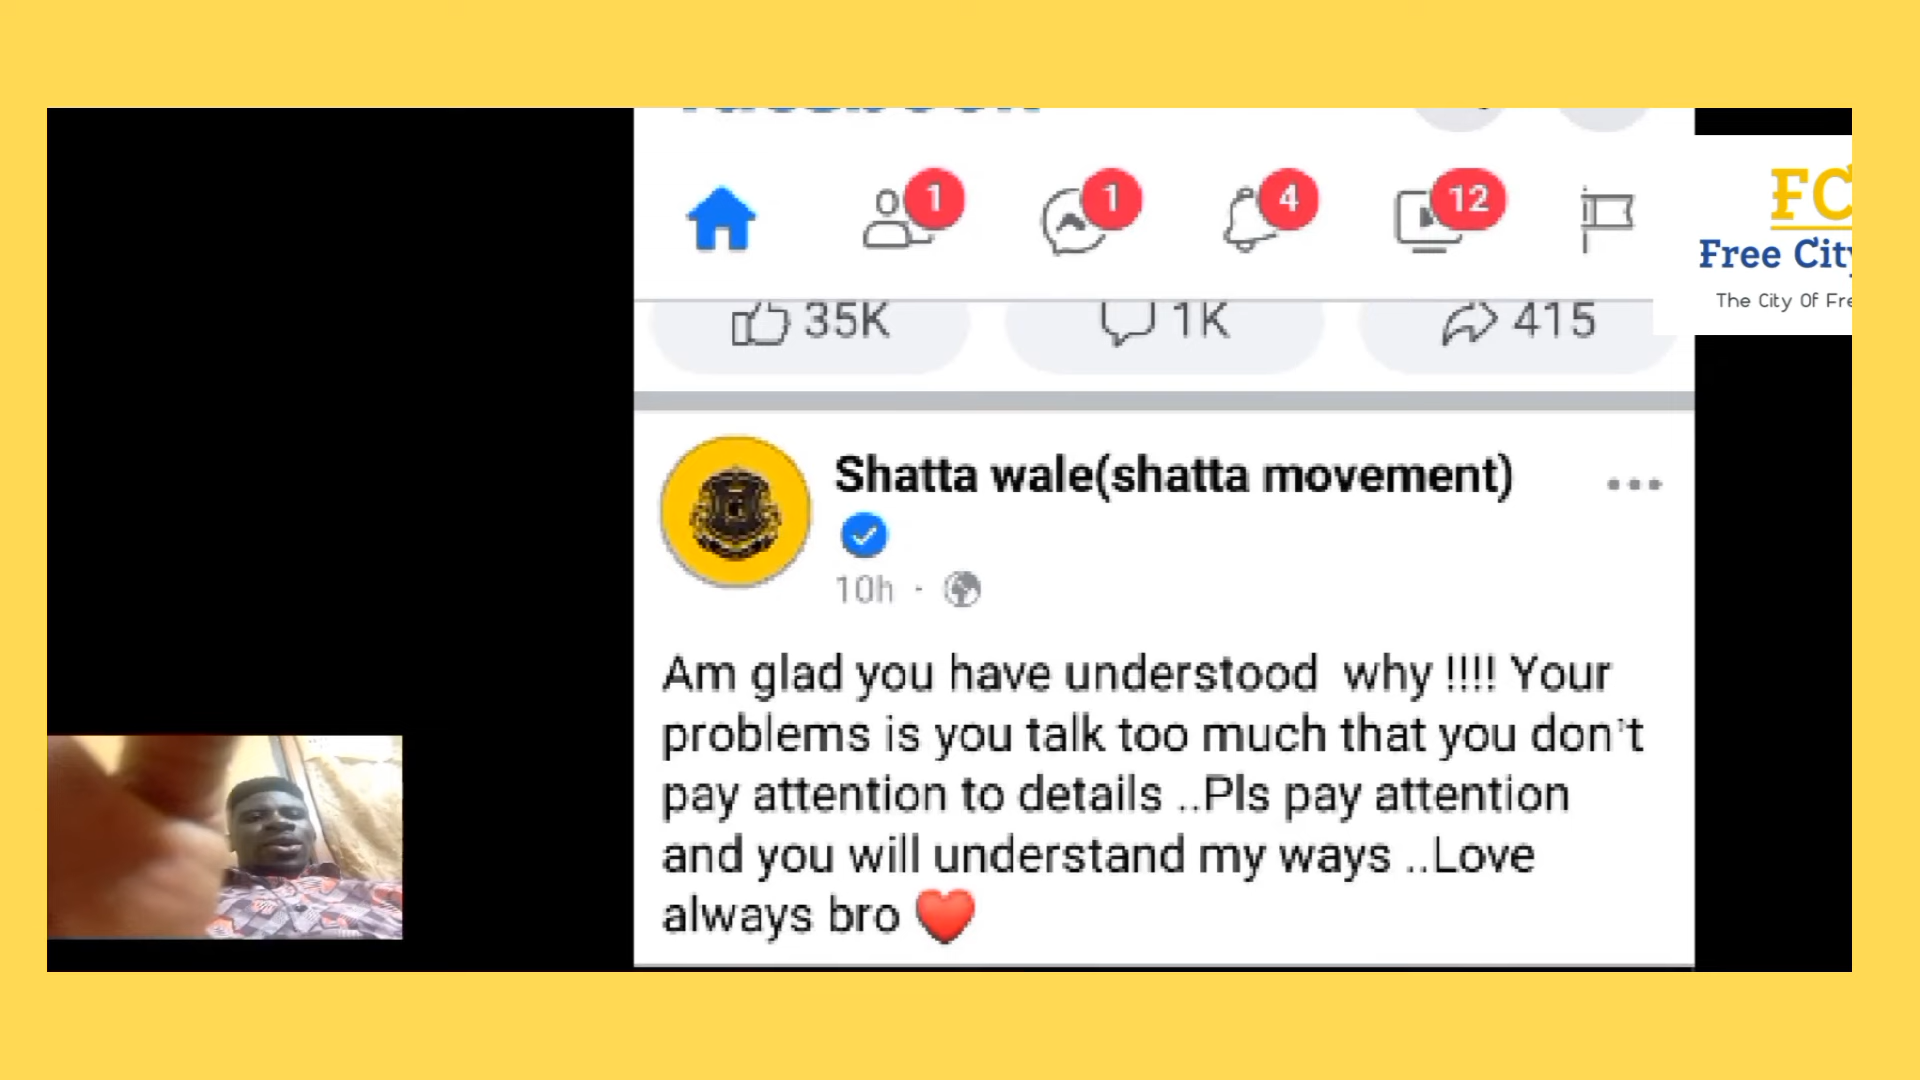 1
1
4
12
35K
1K
415
FC
Free City
The City Of Fre
Shatta wale(shatta movement)
10h ·
Am glad you have understood  why !!!! Your
problems is you talk too much that you don't
pay attention to details ..Pls pay attention
and you will understand my ways ..Love
always bro ❤️